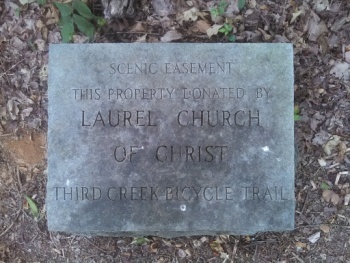 SCENIC EASEMENT
THIS PROPERTY DONATED BY
LAUREL CHURCH
OF CHRIST
THIRD CREEK BICYCLE TRAIL